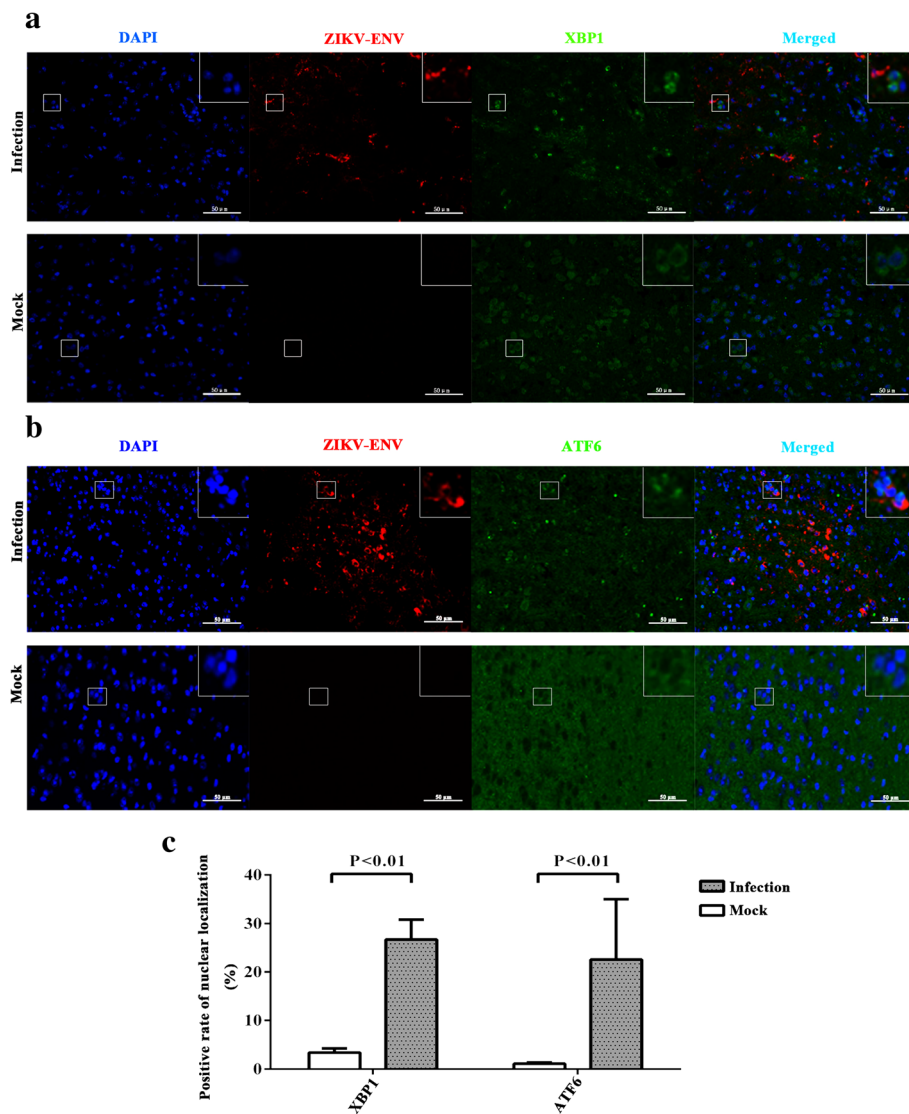 a
DAPI ZIKV-ENV XBP1 Merged
Infection
50 μm 50 μm 50 μm 50 μm
Mock
50 μm 50 μm 50 μm 50 μm
b
DAPI ZIKV-ENV ATF6 Merged
Infection
50 μm 50 μm 50 μm 50 μm
Mock
50 μm 50 μm 50 μm 50 μm
c
P<0.01 P<0.01
Positive rate of nuclear localization
(%)
40
30
20
10
0
XBP1 ATF6
Infection
Mock